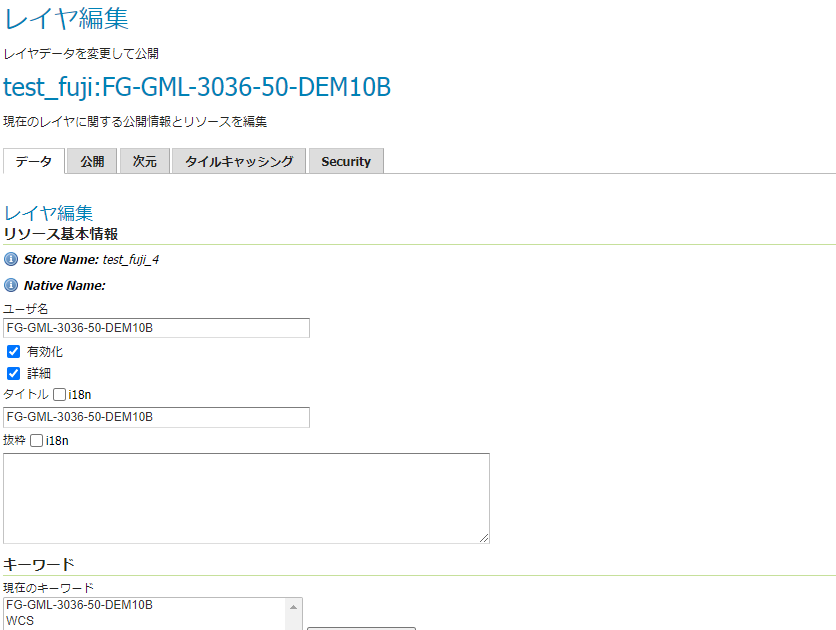 レイヤ編集
レイヤデータを変更して公開
test_fuji:FG-GML-3036-50-DEM10B
現在のレイヤに関する公開情報とリソースを編集
データ 公開 次元 タイルキャッシング Security
レイヤ編集
リソース基本情報
Store Name: test_fuji_4
Native Name:
ユーザ名
FG-GML-3036-50-DEM10B
有効化
詳細
タイトル i18n
FG-GML-3036-50-DEM10B
抜粋 i18n
キーワード
現在のキーワード
FG-GML-3036-50-DEM10B
WCS